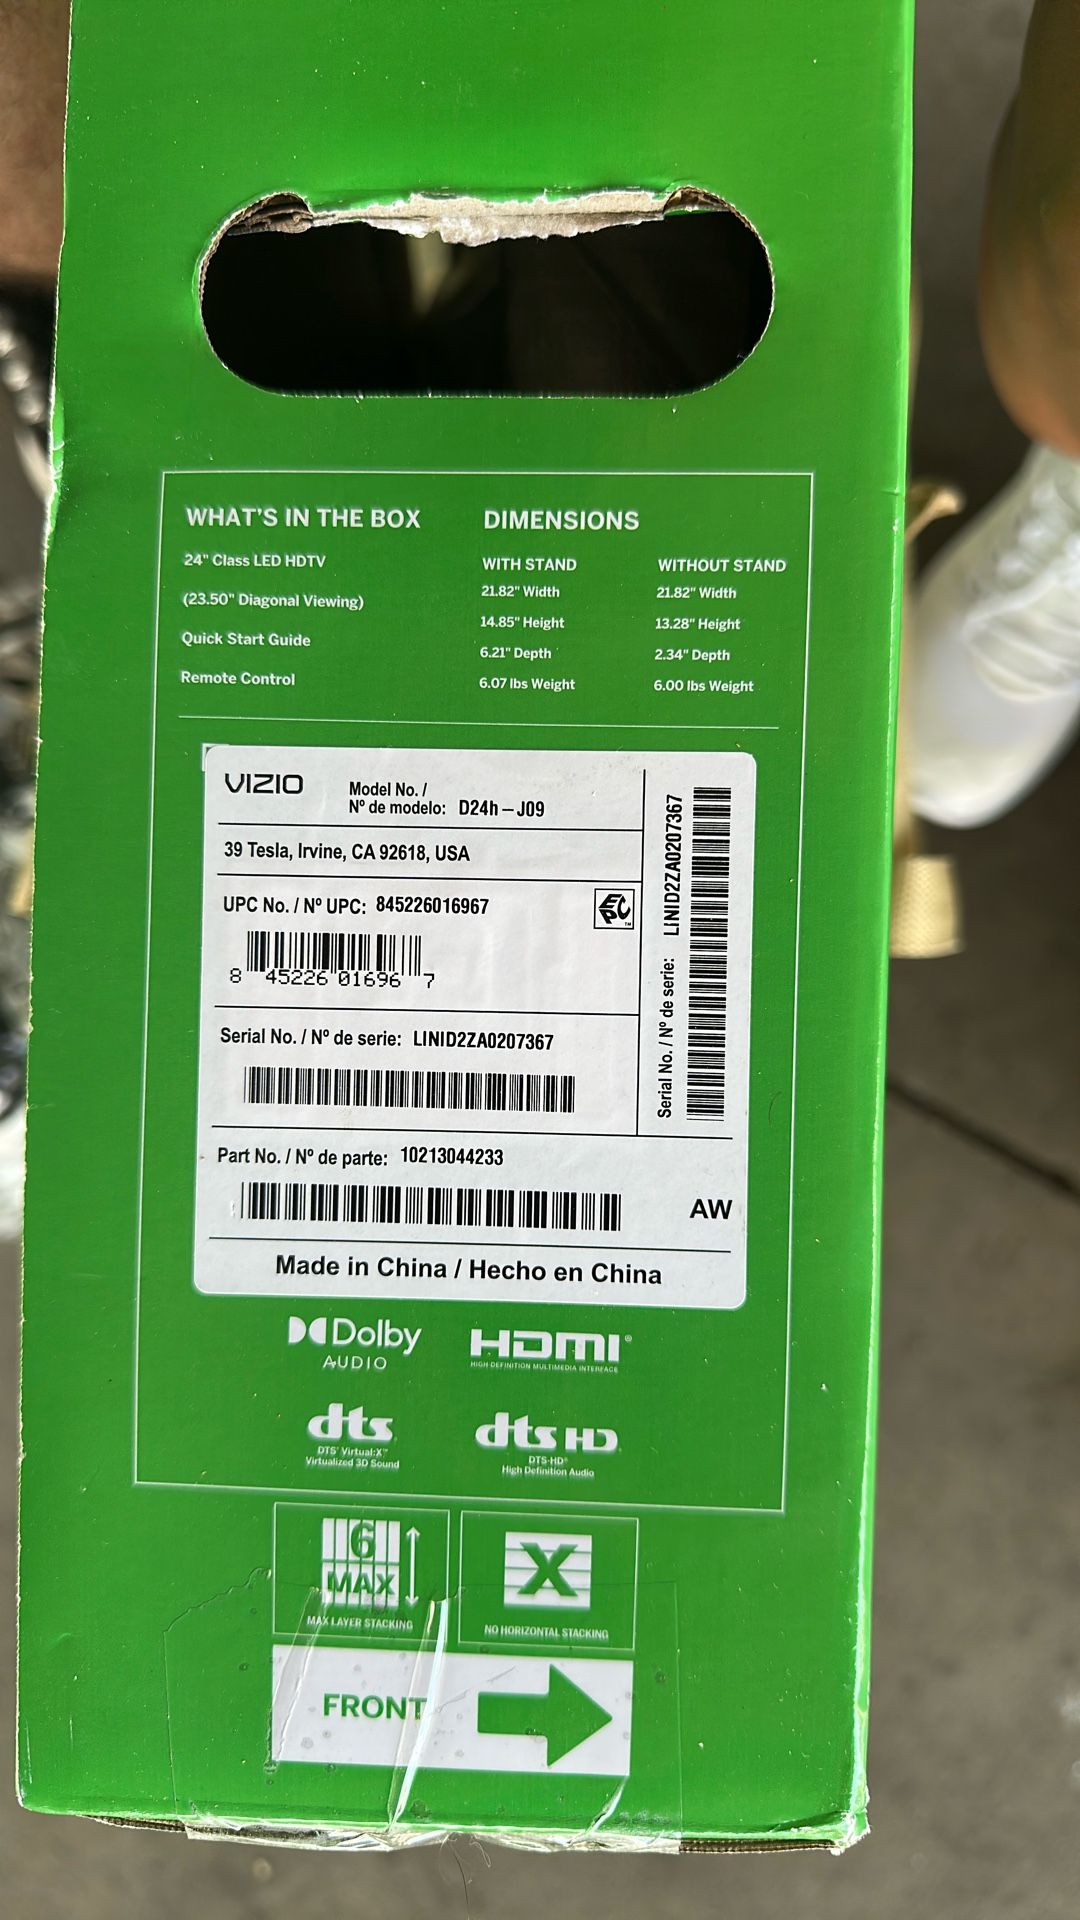 WHAT'S IN THE BOX
24" Class LED HDTV
(23.50" Diagonal Viewing)
Quick Start Guide
Remote Control
DIMENSIONS
WITH STAND
21.82" Width
14.85" Height
6.21" Depth
6.07 lbs Weight
WITHOUT STAND
21.82" Width
13.28" Height
2.34" Depth
6.00 lbs Weight
VIZIO
Model No. /
Nº de modelo: D24h-J09
39 Tesla, Irvine, CA 92618, USA
UPC No. / Nº UPC: 845226016967
EPC
8 45226 01696 7
Serial No. / Nº de serie: LINID2ZA0207367
Serial No. / Nº de serie: LINID2ZA0207367
Part No. / Nº de parte: 10213044233
AW
Made in China / Hecho en China
Dolby
AUDIO
HDMI®
HIGH-DEFINITION MULTIMEDIA INTERFACE
dts
DTS® Virtual:X™
Virtualized 3D Sound
dts HD
DTS-HD®
High Definition Audio
6
MAX
MAX LAYER STACKING
X
NO HORIZONTAL STACKING
FRONT